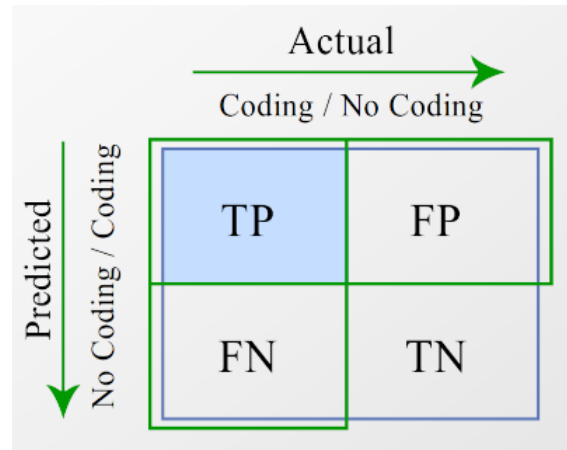 Actual
Coding / No Coding
Predicted
No Coding / Coding
TP FP
FN TN